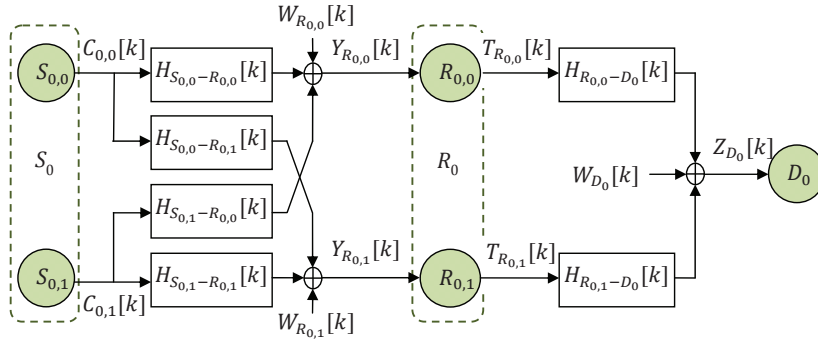 W_{R_{0,0}}[k]
C_{0,0}[k] Y_{R_{0,0}}[k] T_{R_{0,0}}[k]
S_{0,0} H_{S_{0,0}-R_{0,0}}[k] R_{0,0} H_{R_{0,0}-D_0}[k]
H_{S_{0,0}-R_{0,1}}[k] Z_{D_0}[k]
S_0 R_0 W_{D_0}[k] D_0
H_{S_{0,1}-R_{0,0}}[k]
Y_{R_{0,1}}[k] T_{R_{0,1}}[k]
S_{0,1} H_{S_{0,1}-R_{0,1}}[k] R_{0,1} H_{R_{0,1}-D_0}[k]
C_{0,1}[k] W_{R_{0,1}}[k]